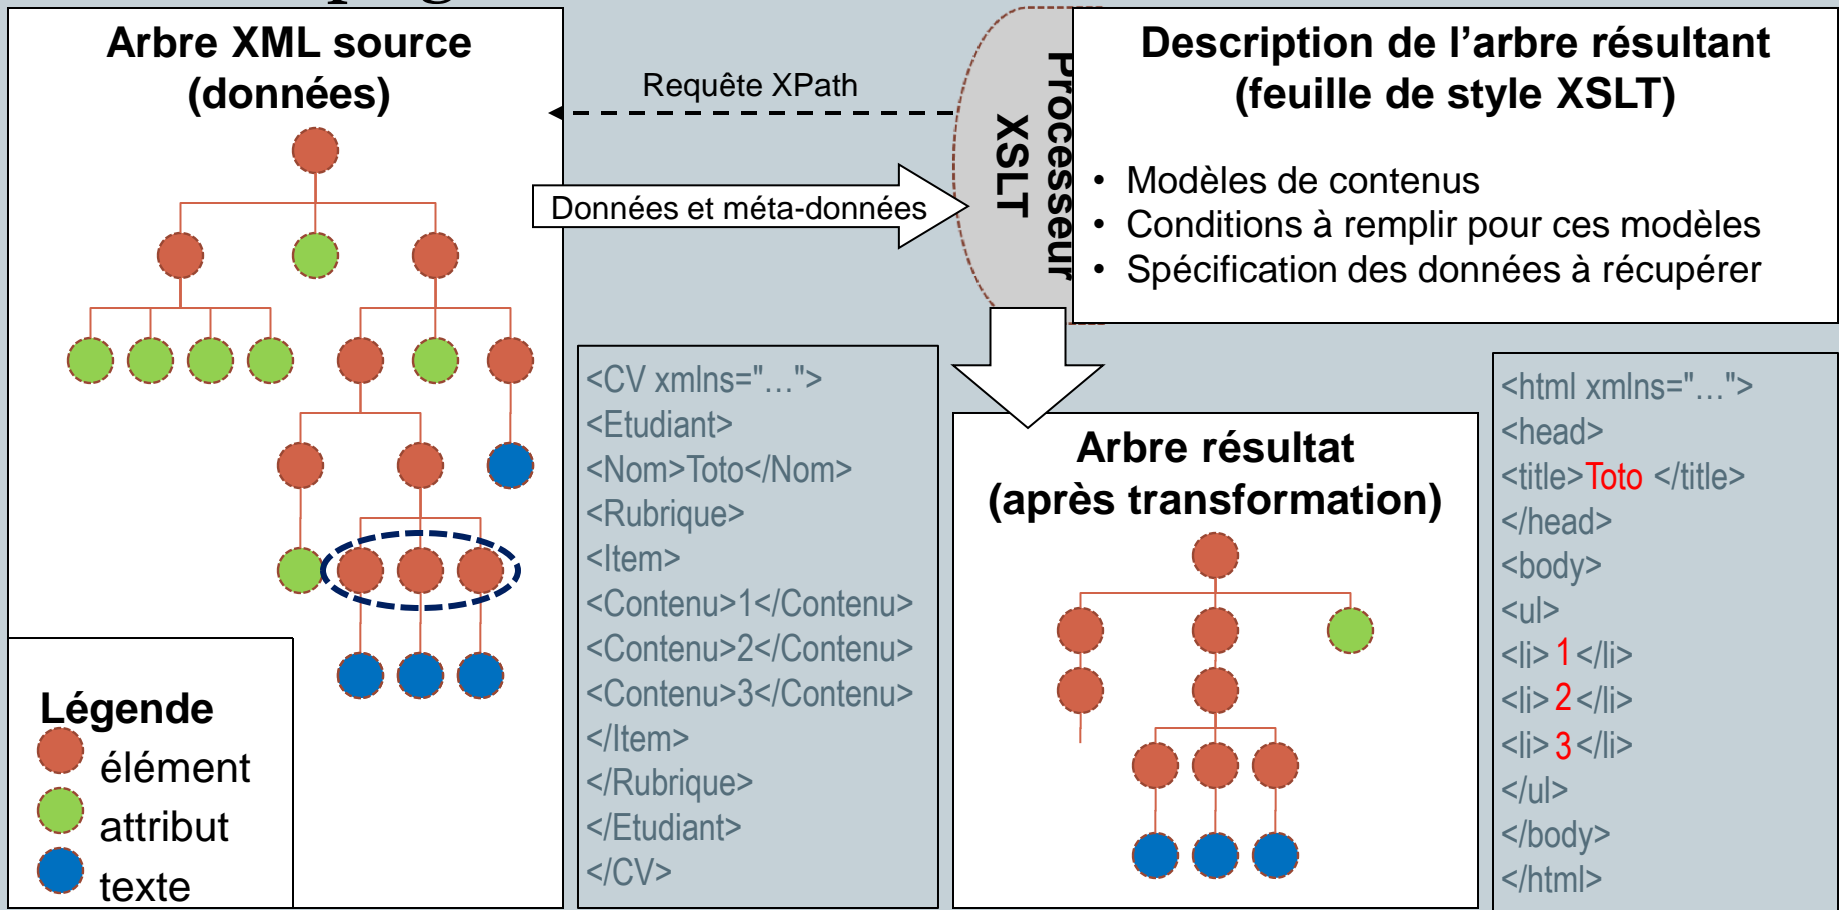 Arbre XML source
(données)
Requête XPath
Données et méta-données
Processeur
XSLT
Description de l’arbre résultant
(feuille de style XSLT)
• Modèles de contenus
• Conditions à remplir pour ces modèles
• Spécification des données à récupérer
Légende
élément
attribut
texte
<CV xmlns="…">
<Etudiant>
<Nom>Toto</Nom>
<Rubrique>
<Item>
<Contenu>1</Contenu>
<Contenu>2</Contenu>
<Contenu>3</Contenu>
</Item>
</Rubrique>
</Etudiant>
</CV>
Arbre résultat
(après transformation)
<html xmlns="…">
<head>
<title>Toto </title>
</head>
<body>
<ul>
<li> 1 </li>
<li> 2 </li>
<li> 3 </li>
</ul>
</body>
</html>